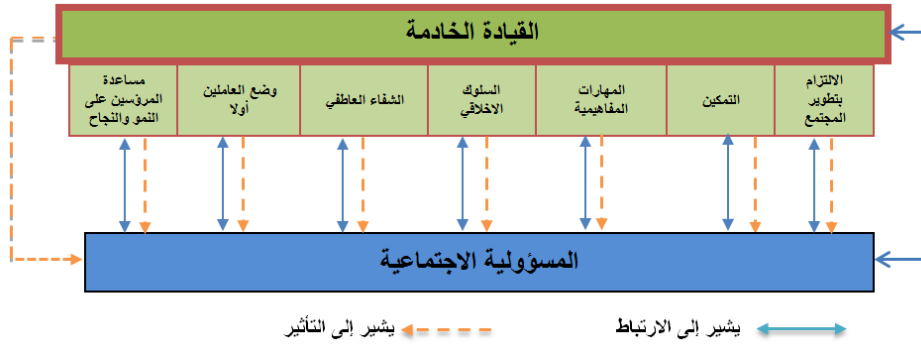 القيادة الخادمة
الالتزام
بتطوير
المجتمع
التمكين
المهارات
المفاهيمية
السلوك
الاخلاقي
الشفاء العاطفي
وضع العاملين
أولا
مساعدة
المرؤسين على
النمو والنجاح
المسؤولية الاجتماعية
يشير إلى الارتباط
يشير إلى التأثير